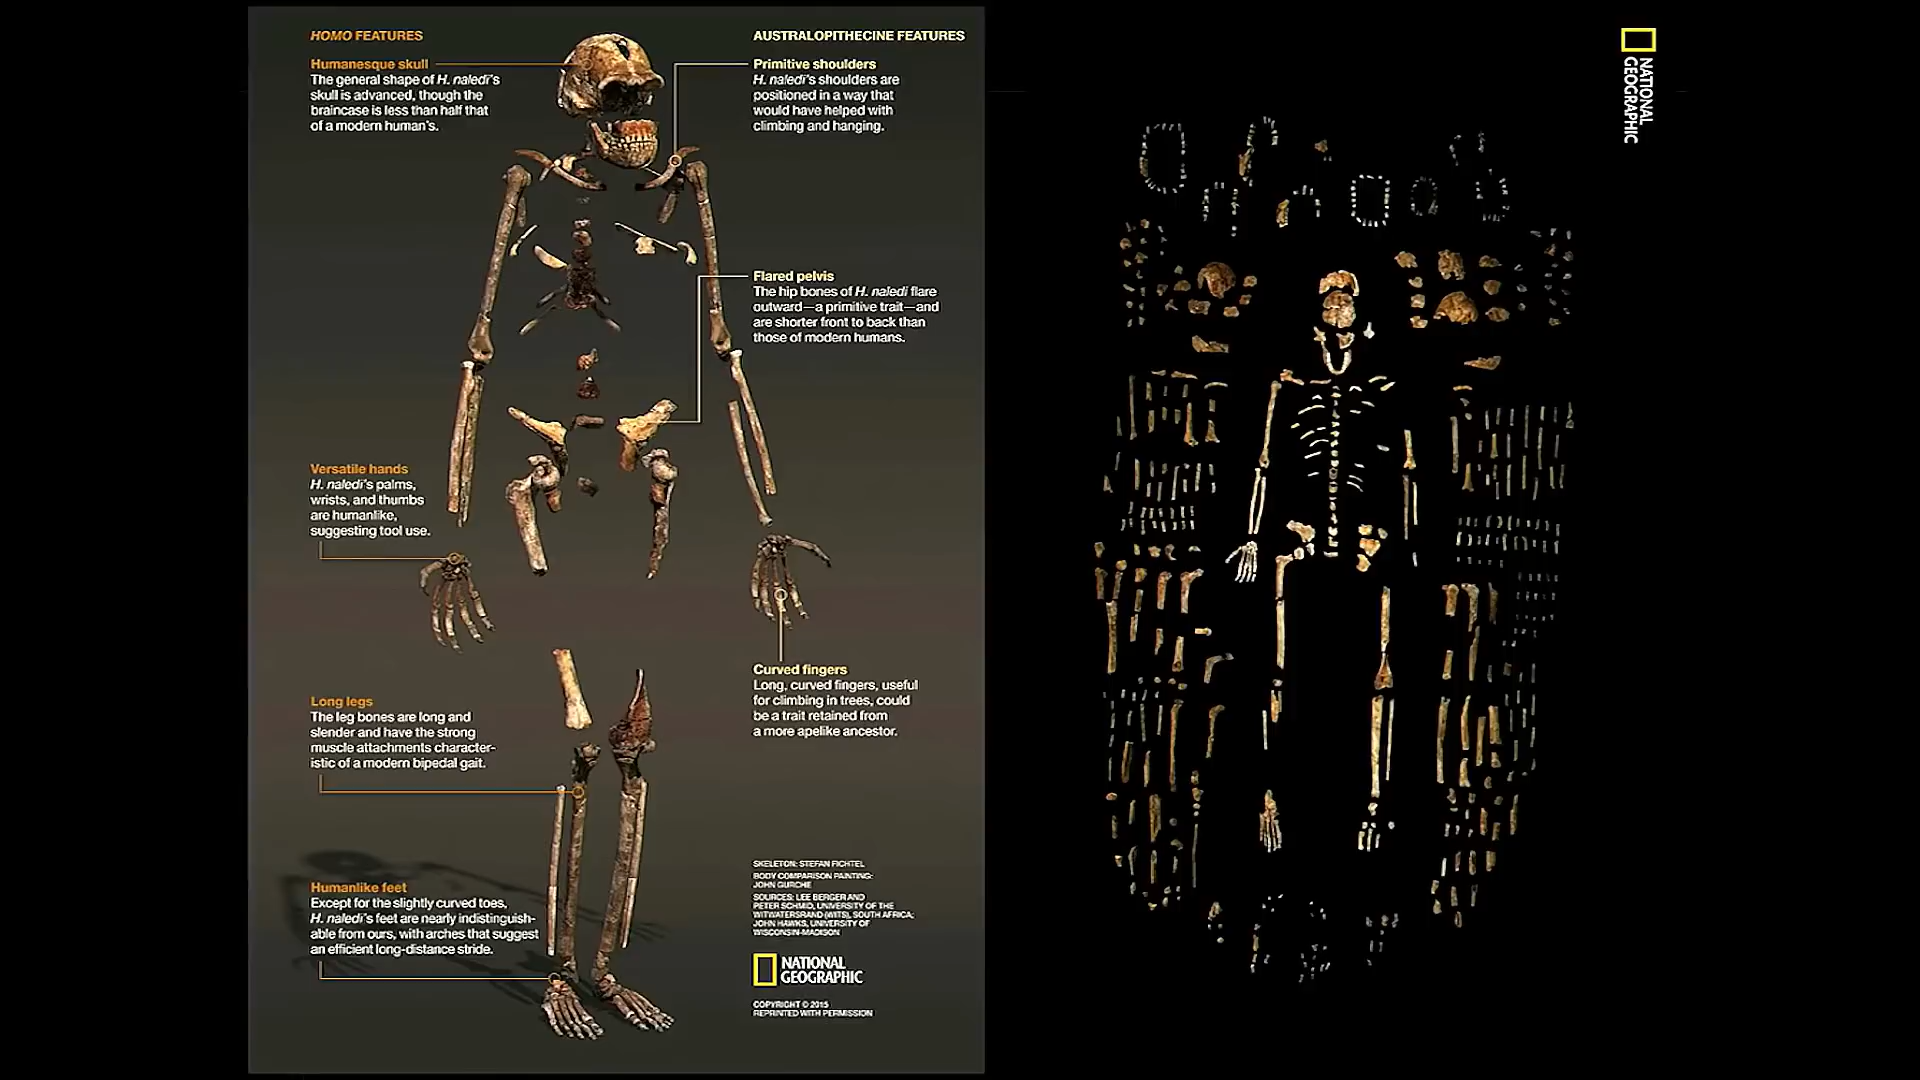 HOMO FEATURES
Humanesque skull
The general shape of H. naledi's
skull is advanced, though the
braincase is less than half that
of a modern human's.
Versatile hands
H. naledi's palms,
wrists, and thumbs
are humanlike,
suggesting tool use.
Long legs
The leg bones are long and
slender and have the strong
muscle attachments character-
istic of a modern bipedal gait.
Humanlike feet
Except for the slightly curved toes,
H. naledi's feet are nearly indistinguish-
able from ours, with arches that suggest
an efficient long-distance stride.
AUSTRALOPITHECINE FEATURES
Primitive shoulders
H. naledi's shoulders are
positioned in a way that
would have helped with
climbing and hanging.
Flared pelvis
The hip bones of H. naledi flare
outward—a primitive trait—and
are shorter front to back than
those of modern humans.
Curved fingers
Long, curved fingers, useful
for climbing in trees, could
be a trait retained from
a more apelike ancestor.
SKELETON: STEFAN FICHTEL
BODY COMPARISON PAINTING:
JOHN GURCHE
SOURCES: LEE BERGER AND
PETER SCHMID, UNIVERSITY OF THE
WITWATERSRAND (WITS), SOUTH AFRICA;
JOHN HAWKS, UNIVERSITY OF
WISCONSIN-MADISON
NATIONAL
GEOGRAPHIC
COPYRIGHT © 2015
REPRINTED WITH PERMISSION
NATIONAL
GEOGRAPHIC